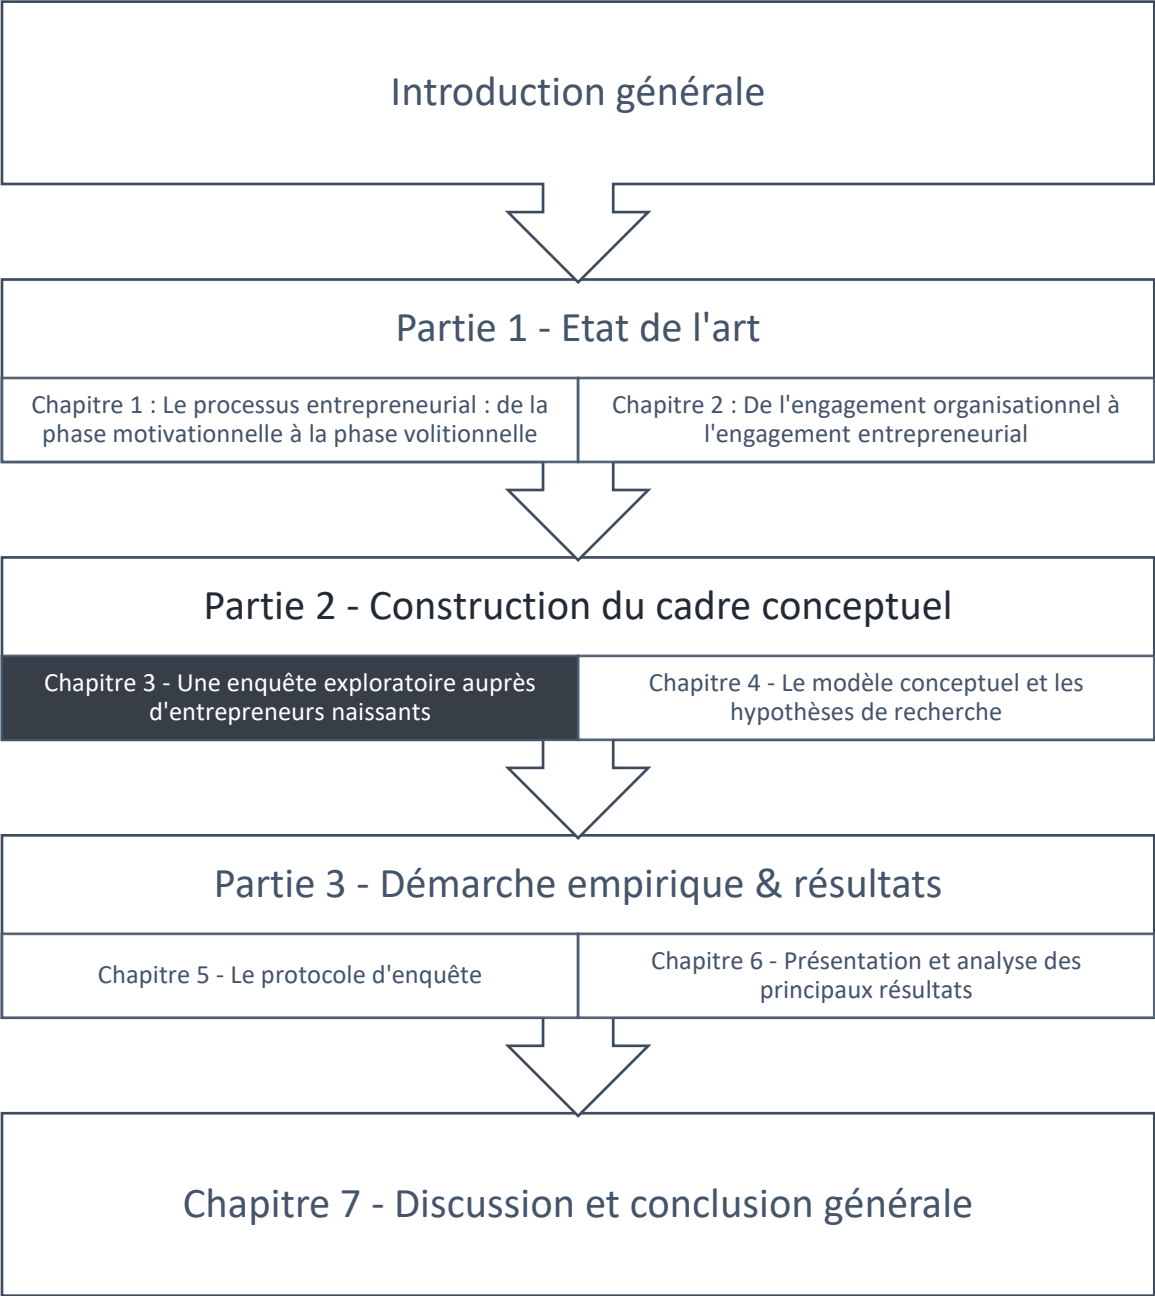 Introduction générale
Partie 1 - Etat de l'art
Chapitre 1 : Le processus entrepreneurial : de la
phase motivationnelle à la phase volitionnelle
Chapitre 2 : De l'engagement organisationnel à
l'engagement entrepreneurial
Partie 2 - Construction du cadre conceptuel
Chapitre 3 - Une enquête exploratoire auprès
d'entrepreneurs naissants
Chapitre 4 - Le modèle conceptuel et les
hypothèses de recherche
Partie 3 - Démarche empirique & résultats
Chapitre 5 - Le protocole d'enquête
Chapitre 6 - Présentation et analyse des
principaux résultats
Chapitre 7 - Discussion et conclusion générale